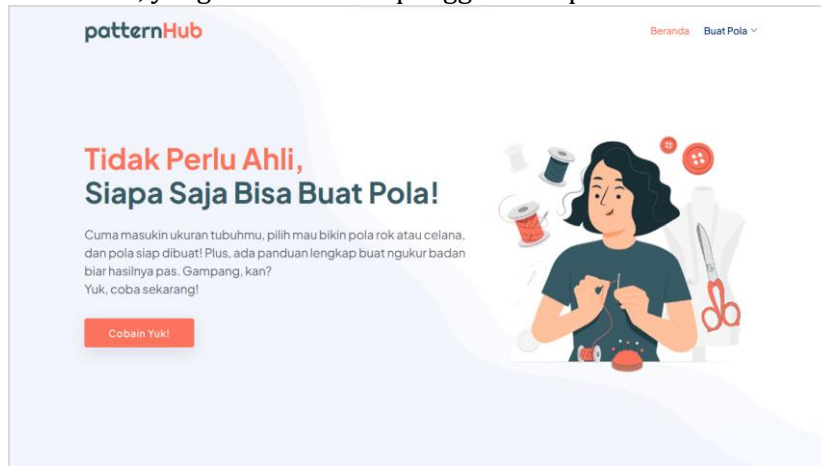 patternHub
Beranda Buat Pola
Tidak Perlu Ahli,
Siapa Saja Bisa Buat Pola!
Cuma masukin ukuran tubuhmu, pilih mau bikin pola rok atau celana,
dan pola siap dibuat! Plus, ada panduan lengkap buat ngukur badan
biar hasilnya pas. Gampang, kan?
Yuk, coba sekarang!
Cobain Yuk!